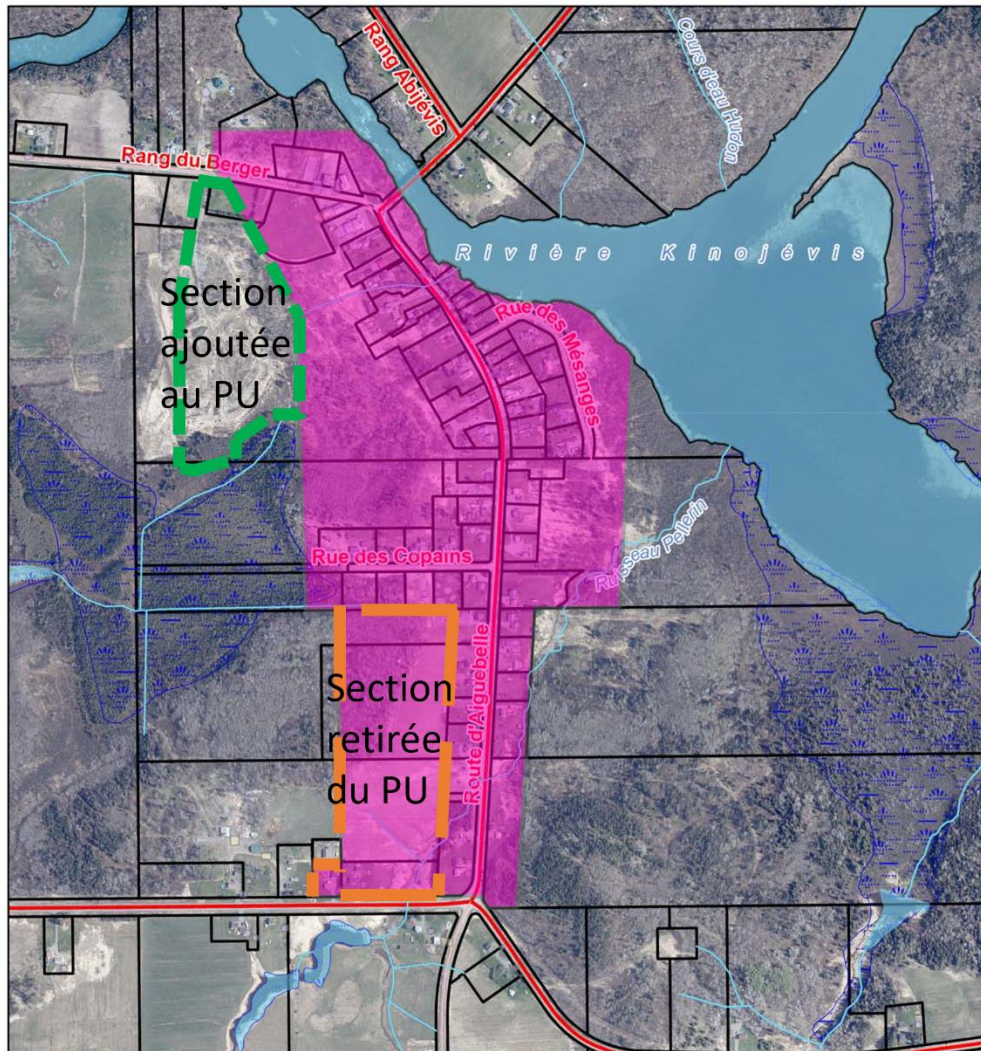 Rang Abijévis
Cours d'eau Hudon
Rang du Berger
Rivière Kinojévis
Section
ajoutée
au PU
Rue des Mésanges
Rue des Copains
Ruisseau Pellerin
Route d'Aiguebelle
Section
retirée
du PU